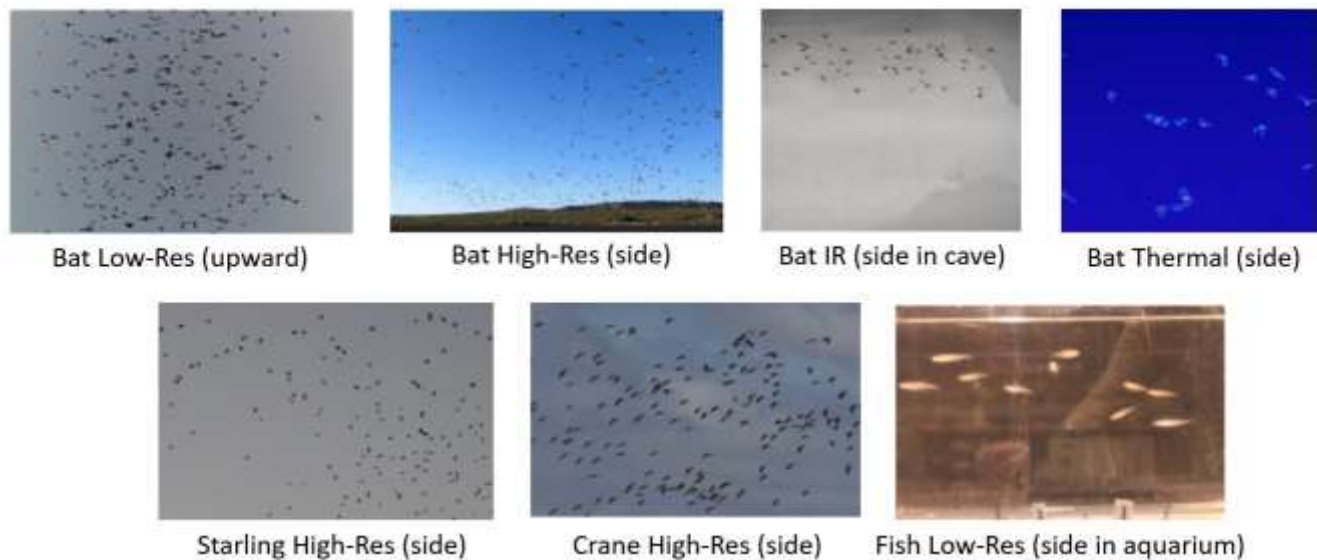 Bat Low-Res (upward)
Bat High-Res (side)
Bat IR (side in cave)
Bat Thermal (side)
Starling High-Res (side)
Crane High-Res (side)
Fish Low-Res (side in aquarium)